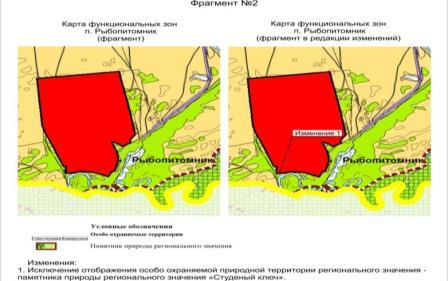 Фрагмент №2
Карта функциональных зон
п. Рыбопитомник
(фрагмент)
Карта функциональных зон
п. Рыбопитомник
(фрагмент в редакции изменений)
Рыбопитомник
Изменение 1
Рыбопитомник
Условные обозначения
Особо охраняемые территории
Памятник природы регионального значения
Изменения:
1. Исключение отображения особо охраняемой природной территории регионального значения -
памятника природы регионального значения «Студеный ключ».